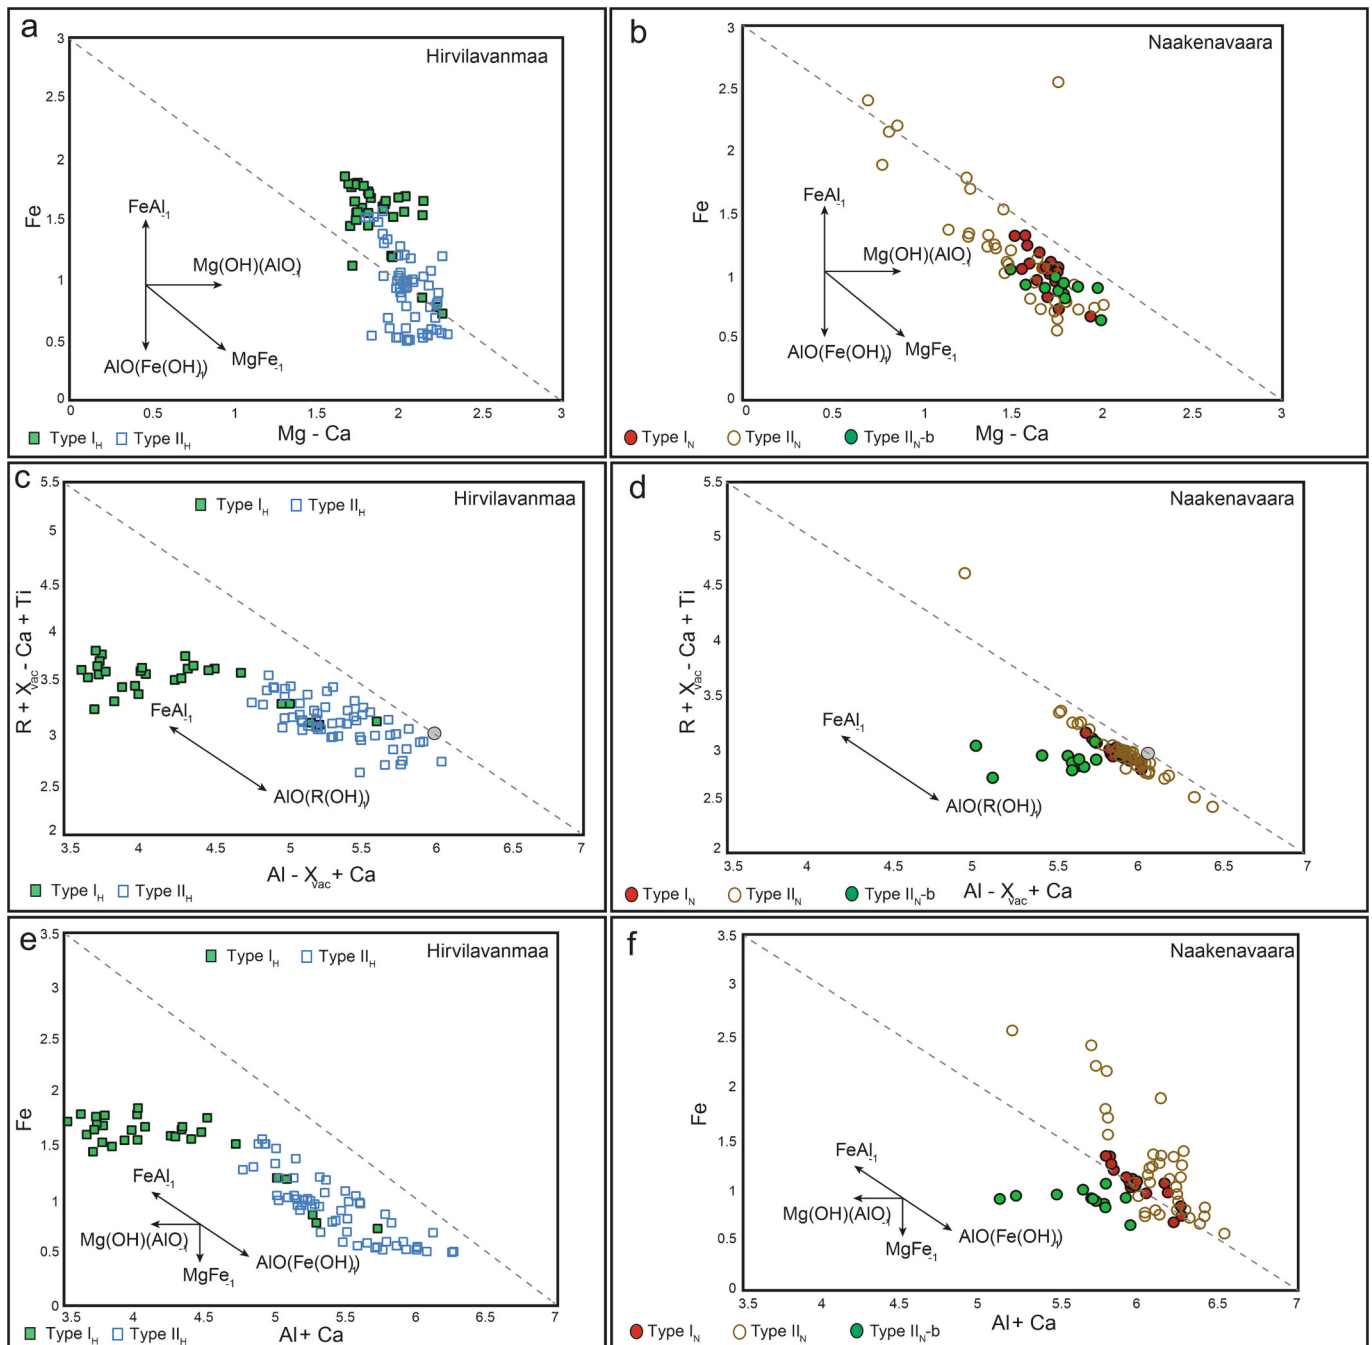 a
Hirvilavanmaa
3
2.5
2
1.5
1
0.5
0
Fe
FeAl-1
Mg(OH)(AlO)-1
AlO(Fe(OH)-1)
MgFe-1
0 0.5 1 1.5 2 2.5 3
Type IH Type IIH
Mg - Ca
b
Naakenavaara
3
2.5
2
1.5
1
0.5
0
Fe
FeAl-1
Mg(OH)(AlO)-1
AlO(Fe(OH)-1)
MgFe-1
0 0.5 1 1.5 2 2.5 3
Type IN Type IIN Type IIN-b
Mg - Ca
c
Hirvilavanmaa
Type IH Type IIH
5.5
5
4.5
4
3.5
3
2.5
2
R + Xvac - Ca + Ti
FeAl-1
AlO(R(OH)-1)
3.5 4 4.5 5 5.5 6 6.5 7
Al - Xvac + Ca
Type IH Type IIH
d
Naakenavaara
5.5
5
4.5
4
3.5
3
2.5
2
R + Xvac - Ca + Ti
FeAl-1
AlO(R(OH)-1)
3.5 4 4.5 5 5.5 6 6.5 7
Al - Xvac + Ca
Type IN Type IIN Type IIN-b
e
Hirvilavanmaa
Type IH Type IIH
3.5
3
2.5
2
1.5
1
0.5
0
Fe
FeAl-1
Mg(OH)(AlO)-1
AlO(Fe(OH)-1)
MgFe-1
3.5 4 4.5 5 5.5 6 6.5 7
Al+ Ca
Type IH Type IIH
f
Naakenavaara
3.5
3
2.5
2
1.5
1
0.5
0
Fe
FeAl-1
Mg(OH)(AlO)-1
AlO(Fe(OH)-1)
MgFe-1
3.5 4 4.5 5 5.5 6 6.5 7
Al+ Ca
Type IN Type IIN Type IIN-b